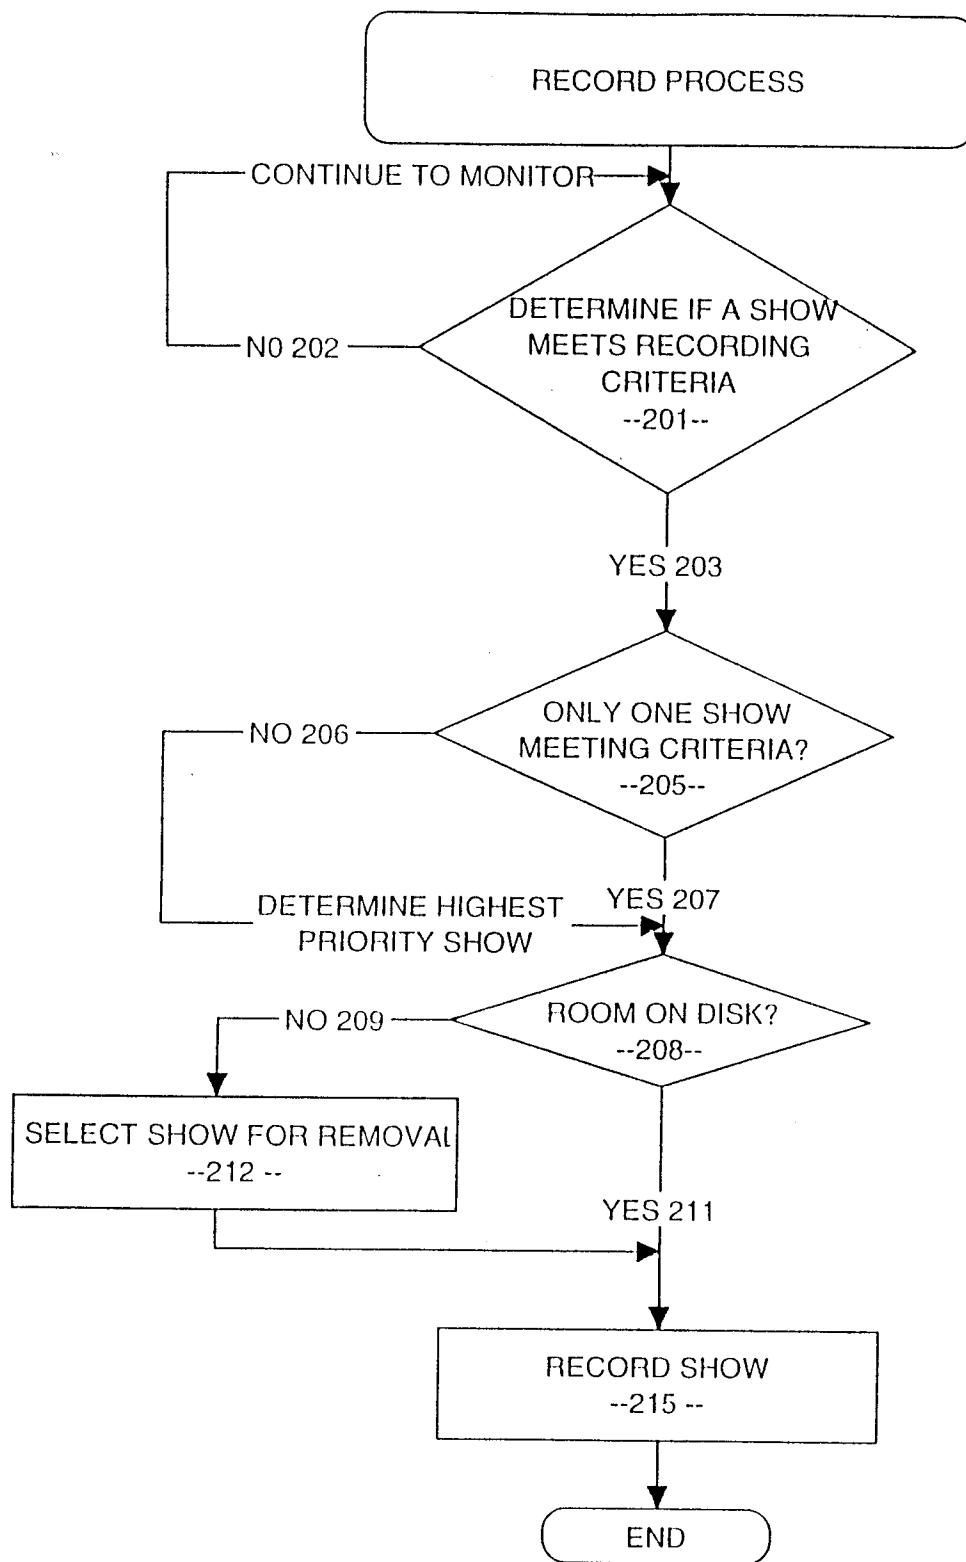 RECORD PROCESS
CONTINUE TO MONITOR
DETERMINE IF A SHOW
MEETS RECORDING
CRITERIA
--201--
N0 202
YES 203
ONLY ONE SHOW
MEETING CRITERIA?
--205--
NO 206
YES 207
DETERMINE HIGHEST
PRIORITY SHOW
ROOM ON DISK?
--208--
NO 209
SELECT SHOW FOR REMOVAL
--212 --
YES 211
RECORD SHOW
--215 --
END